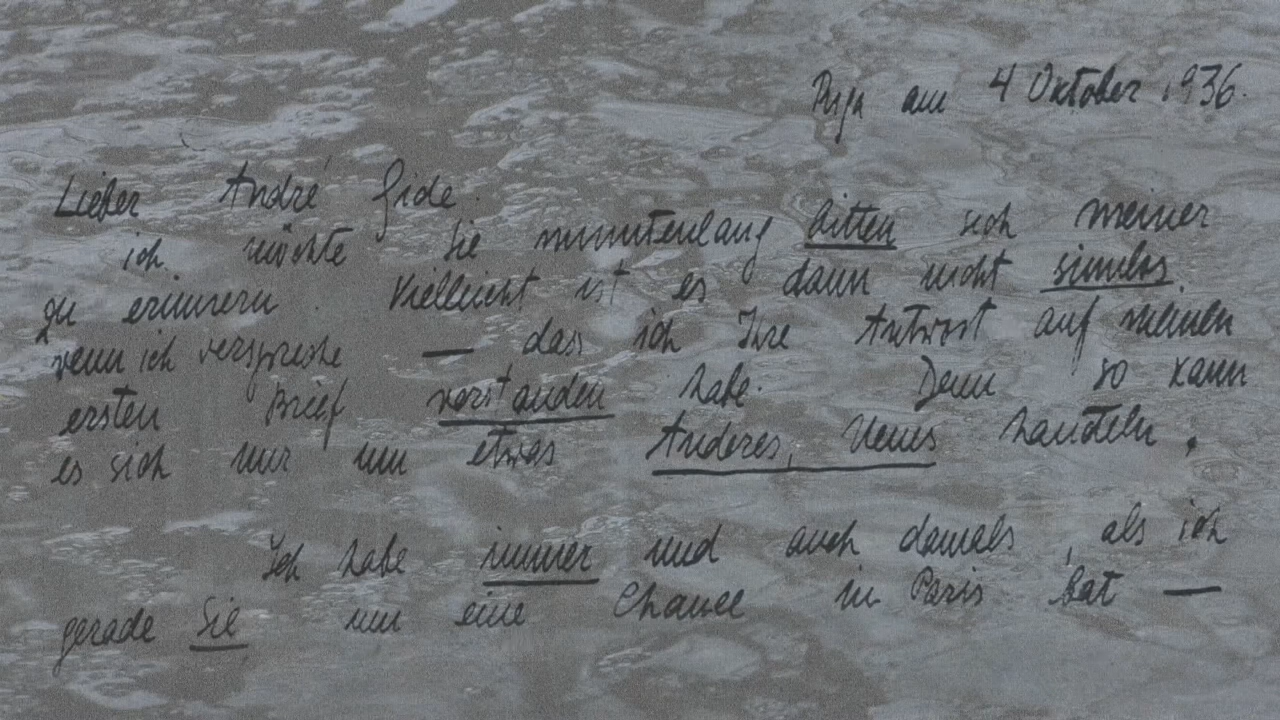 Riga am 4 Oktober 1936.
Lieber André Gide.
ich möchte Sie minutenlang bitten sich meiner
zu erinnern. Vielleicht ist es dann nicht sinnlos.
wenn ich verspreche — dass ich Ihre Antwort auf meinen
ersten Brief verstanden habe. Denn so kann
es sich nur um etwas Anderes, Neues handeln.
Ich habe immer und auch damals, als ich
gerade Sie um eine Chance in Paris bat —